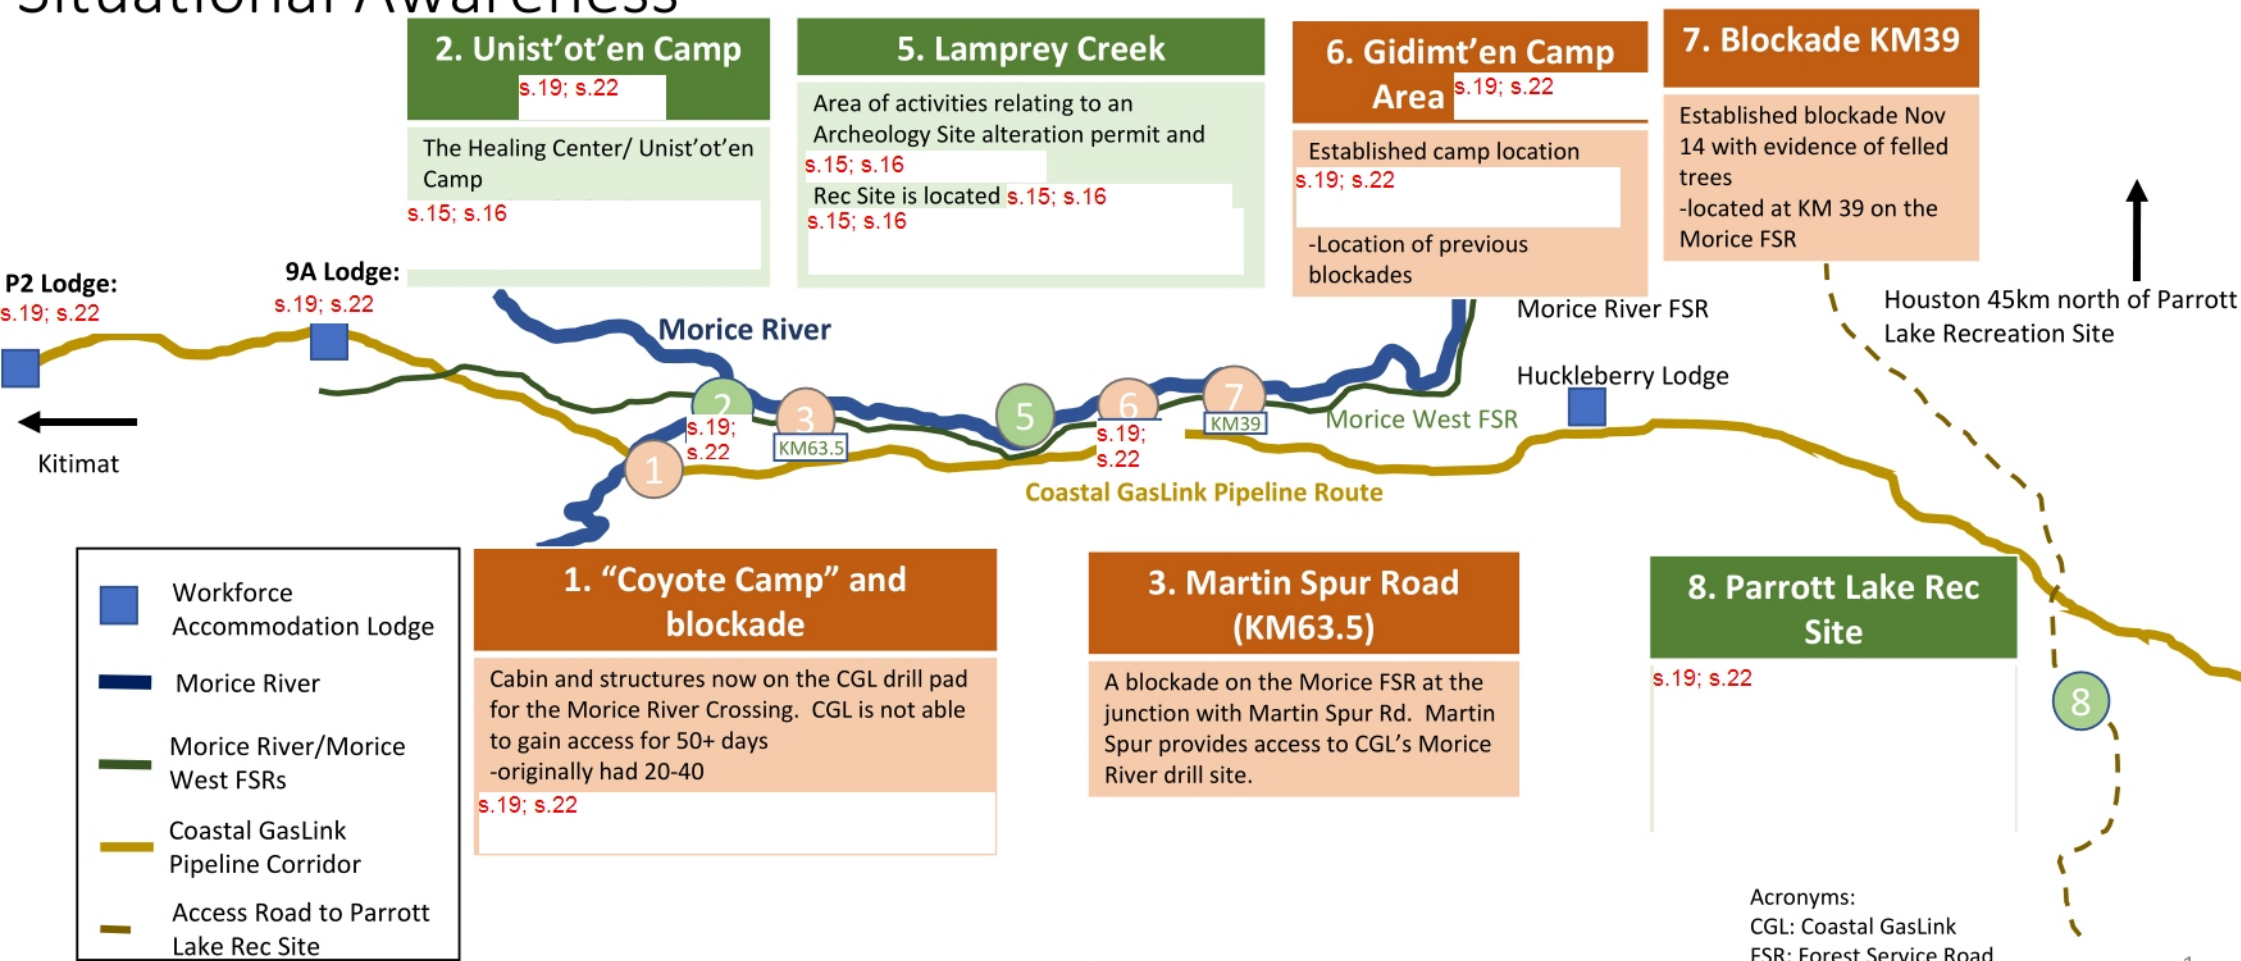 Situational Awareness
2. Unist’ot’en Camp
s.19; s.22
The Healing Center/ Unist’ot’en
Camp
s.15; s.16
5. Lamprey Creek
Area of activities relating to an
Archeology Site alteration permit and
s.15; s.16
Rec Site is located s.15; s.16
s.15; s.16
6. Gidimt’en Camp
Area s.19; s.22
Established camp location
s.19; s.22
-Location of previous
blockades
7. Blockade KM39
Established blockade Nov
14 with evidence of felled
trees
-located at KM 39 on the
Morice FSR
P2 Lodge:
s.19; s.22
9A Lodge:
s.19; s.22
Morice River
Morice River FSR
Houston 45km north of Parrott
Lake Recreation Site
Huckleberry Lodge
Kitimat
2
s.19;
s.22
3
KM63.5
1
5
6
s.19;
s.22
7
KM39
Morice West FSR
Coastal GasLink Pipeline Route
Workforce
Accommodation Lodge
Morice River
Morice River/Morice
West FSRs
Coastal GasLink
Pipeline Corridor
Access Road to Parrott
Lake Rec Site
1. “Coyote Camp” and
blockade
Cabin and structures now on the CGL drill pad
for the Morice River Crossing. CGL is not able
to gain access for 50+ days
-originally had 20-40
s.19; s.22
3. Martin Spur Road
(KM63.5)
A blockade on the Morice FSR at the
junction with Martin Spur Rd. Martin
Spur provides access to CGL’s Morice
River drill site.
8. Parrott Lake Rec
Site
s.19; s.22
8
Acronyms:
CGL: Coastal GasLink
FSR: Forest Service Road